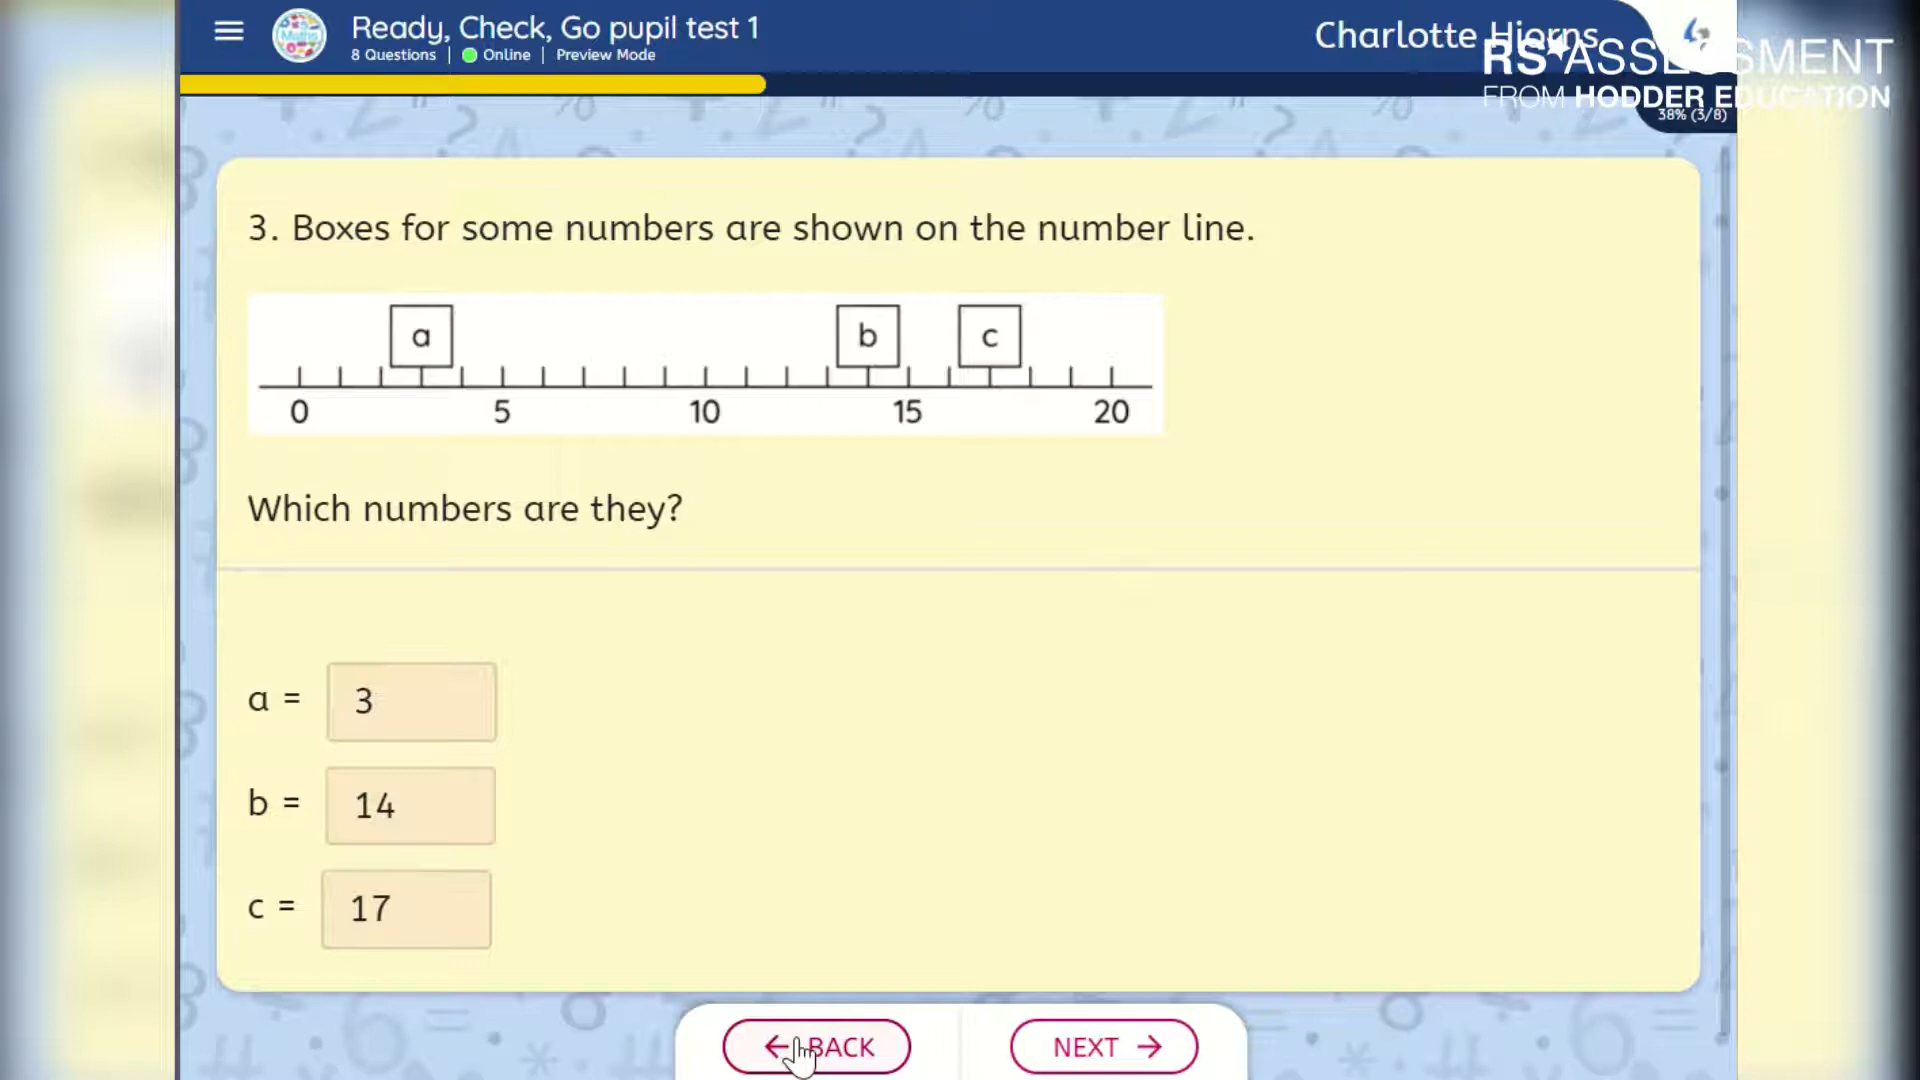 Ready, Check, Go pupil test 1
8 Questions | Online | Preview Mode
Charlotte Hjorns
RS ASSESSMENT
FROM HODDER EDUCATION
38% (3/8)
3. Boxes for some numbers are shown on the number line.
a b c
0 5 10 15 20
Which numbers are they?
a = 3
b = 14
c = 17
← BACK
NEXT →